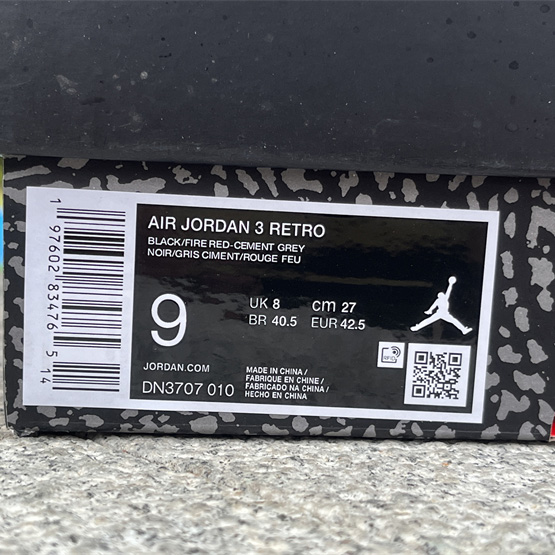 1 97602 83476 5 14
AIR JORDAN 3 RETRO
BLACK/FIRE RED-CEMENT GREY
NOIR/GRIS CIMENT/ROUGE FEU
9
UK 8 cm 27
BR 40.5 EUR 42.5
JORDAN.COM
DN3707 010
MADE IN CHINA /
FABRIQUE EN CHINE /
FABRICADO NA CHINA /
HECHO EN CHINA